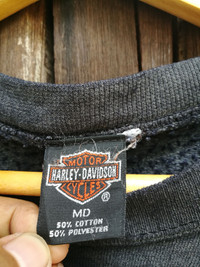 MOTOR
HARLEY-DAVIDSON
CYCLES
®
MD
50% COTTON
50% POLYESTER